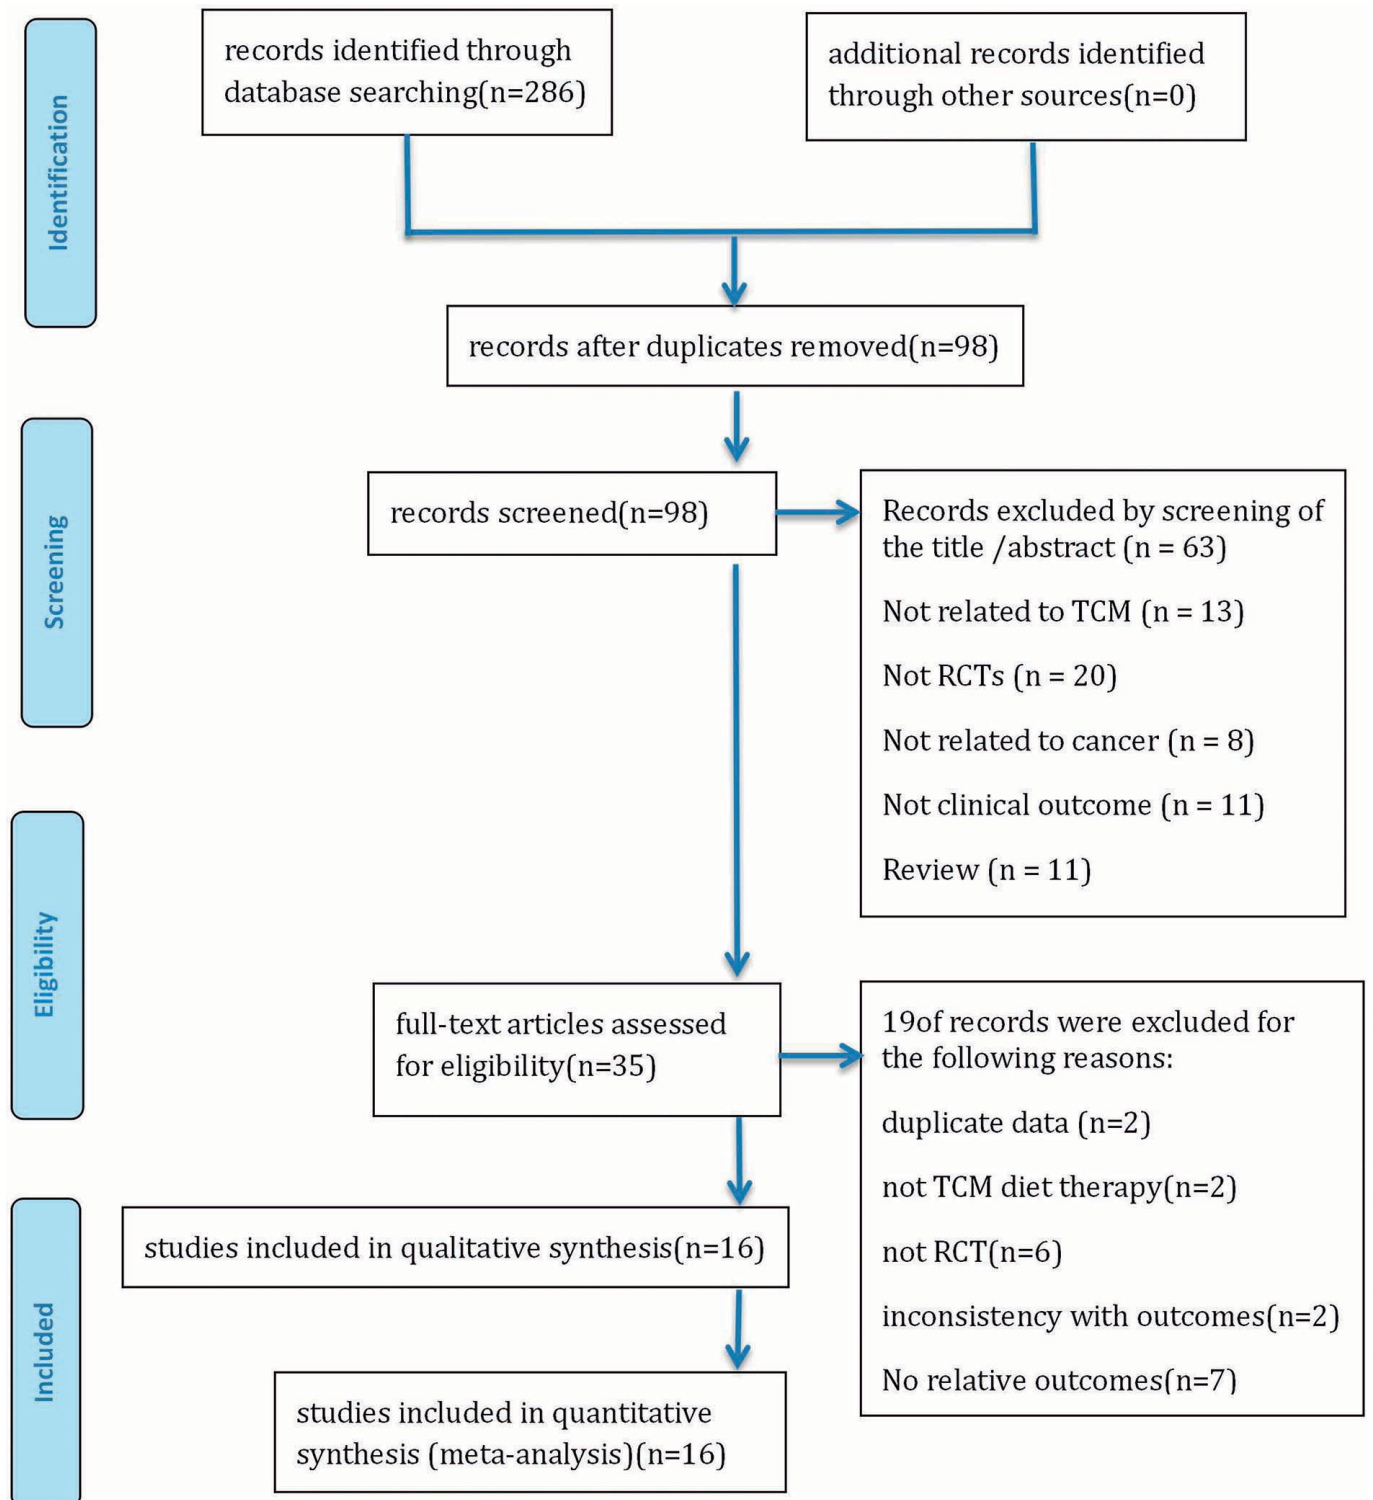 Identification
records identified through
database searching(n=286)
additional records identified
through other sources(n=0)
records after duplicates removed(n=98)
Screening
records screened(n=98)
Records excluded by screening of
the title /abstract (n = 63)
Not related to TCM (n = 13)
Not RCTs (n = 20)
Not related to cancer (n = 8)
Not clinical outcome (n = 11)
Review (n = 11)
Eligibility
full-text articles assessed
for eligibility(n=35)
19of records were excluded for
the following reasons:
duplicate data (n=2)
not TCM diet therapy(n=2)
not RCT(n=6)
inconsistency with outcomes(n=2)
No relative outcomes(n=7)
Included
studies included in qualitative synthesis(n=16)
studies included in quantitative
synthesis (meta-analysis)(n=16)